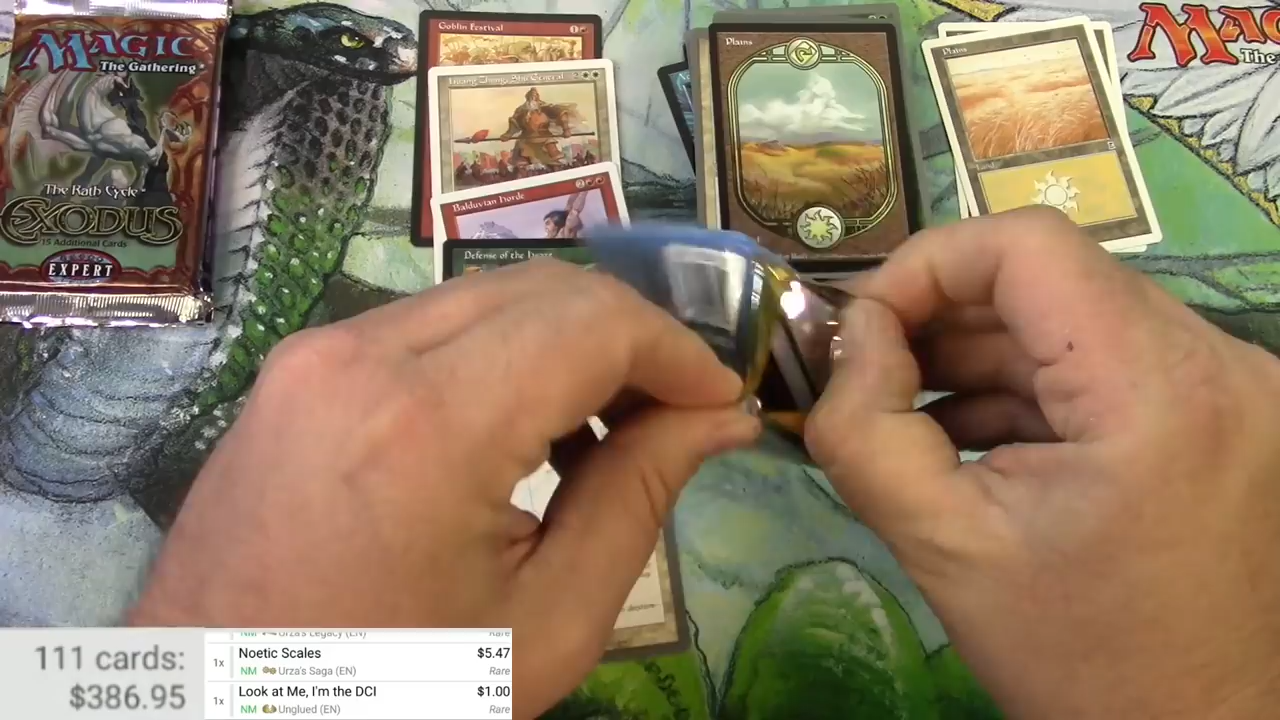 MAGIC
The Gathering®
The Rath Cycle™
EXODUS
15 Additional Cards
EXPERT
Goblin Festival
Balduvian Horde
Defense of the Heart
Plains
Plains
The
111 cards:
$386.95
NM Urza's Legacy (EN) Rare
1x Noetic Scales $5.47
NM Urza's Saga (EN) Rare
1x Look at Me, I'm the DCI $1.00
NM Unglued (EN) Rare